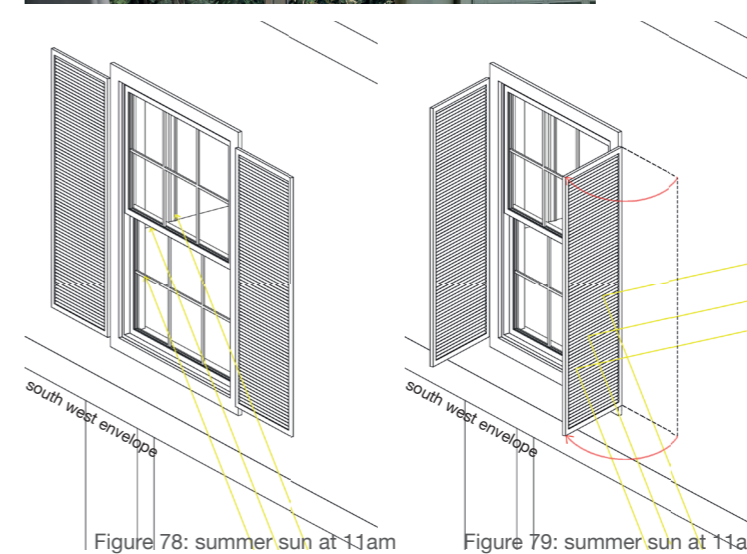 south west envelope
south west envelope
Figure 78: summer sun at 11am
Figure 79: summer sun at 11a